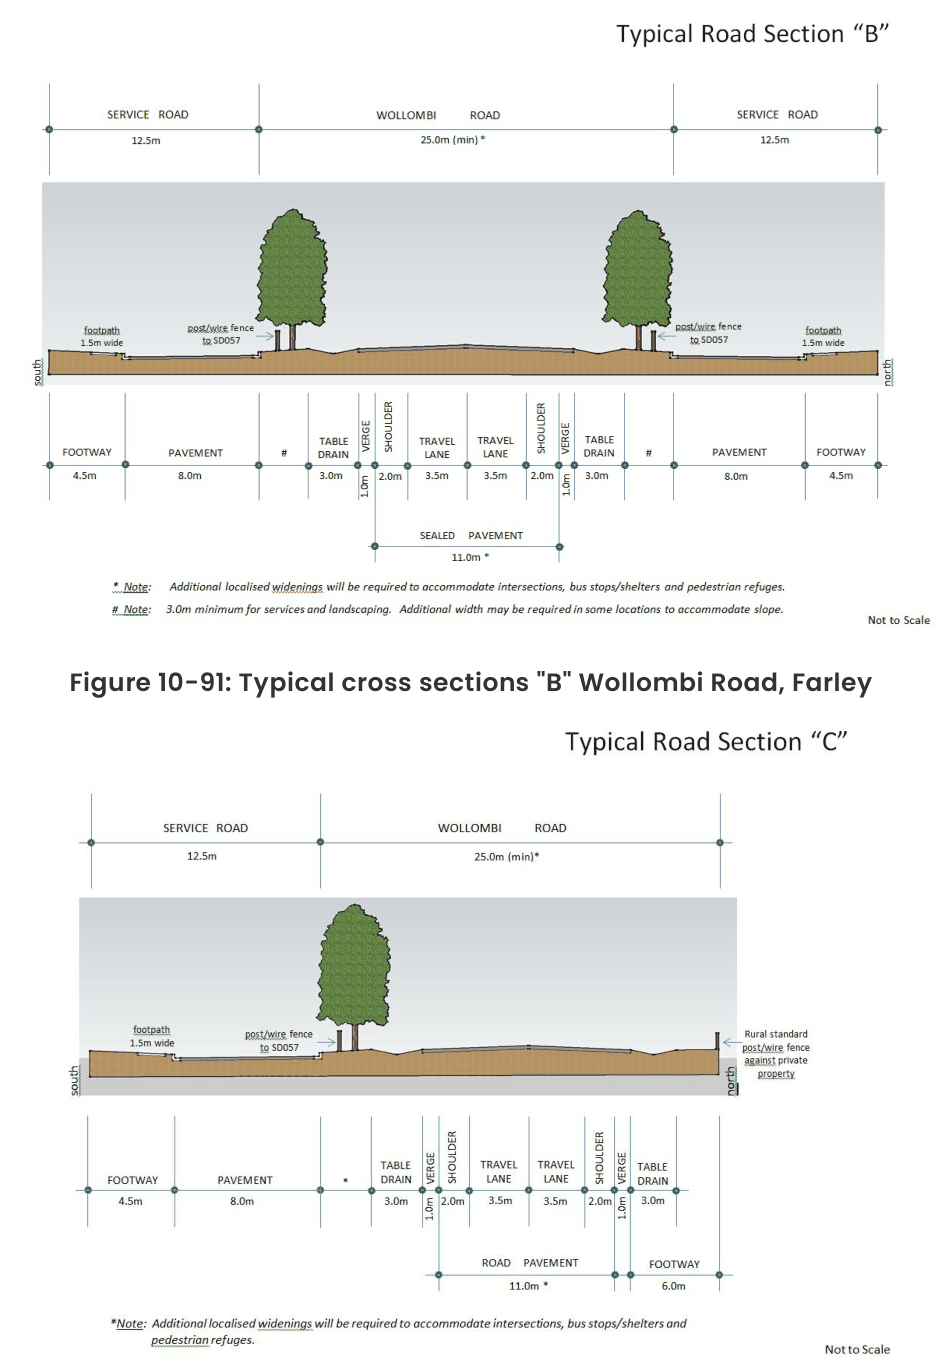 Typical Road Section “B”
SERVICE ROAD
WOLLOMBI ROAD
SERVICE ROAD
12.5m
25.0m (min) *
12.5m
footpath
1.5m wide
post/wire fence
to SD057
post/wire fence
to SD057
footpath
1.5m wide
south
north
FOOTWAY
PAVEMENT
#
TABLE
DRAIN
VERGE
SHOULDER
TRAVEL
LANE
TRAVEL
LANE
SHOULDER
VERGE
TABLE
DRAIN
#
PAVEMENT
FOOTWAY
4.5m
8.0m
3.0m
1.0m
2.0m
3.5m
3.5m
2.0m
1.0m
3.0m
8.0m
4.5m
SEALED PAVEMENT
11.0m *
* Note: Additional localised widenings will be required to accommodate intersections, bus stops/shelters and pedestrian refuges.
# Note: 3.0m minimum for services and landscaping. Additional width may be required in some locations to accommodate slope.
Not to Scale
Figure 10-91: Typical cross sections "B" Wollombi Road, Farley
Typical Road Section “C”
SERVICE ROAD
WOLLOMBI ROAD
12.5m
25.0m (min)*
footpath
1.5m wide
post/wire fence
to SD057
Rural standard
post/wire fence
against private
property
south
north
FOOTWAY
PAVEMENT
*
TABLE
DRAIN
VERGE
SHOULDER
TRAVEL
LANE
TRAVEL
LANE
SHOULDER
VERGE
TABLE
DRAIN
4.5m
8.0m
3.0m
1.0m
2.0m
3.5m
3.5m
2.0m
1.0m
3.0m
ROAD PAVEMENT
FOOTWAY
11.0m *
6.0m
*Note: Additional localised widenings will be required to accommodate intersections, bus stops/shelters and
pedestrian refuges.
Not to Scale